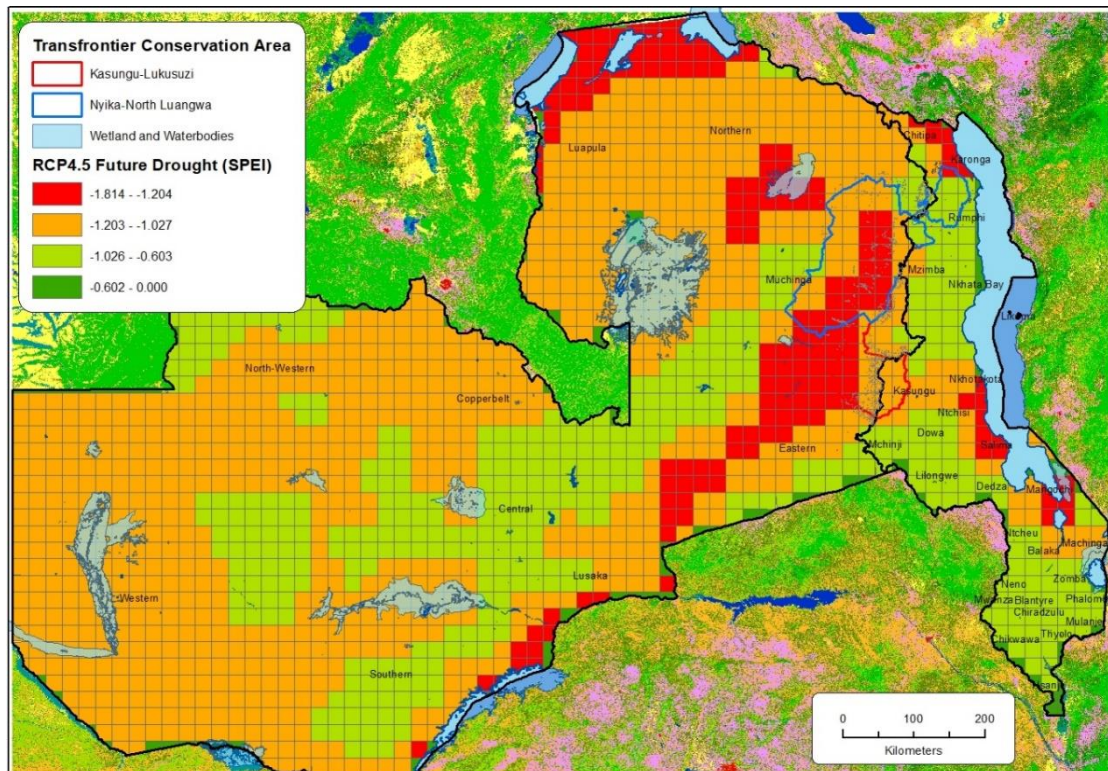 Transfrontier Conservation Area
Kasungu-Lukusuzi
Nyika-North Luangwa
Wetland and Waterbodies
RCP4.5 Future Drought (SPEI)
-1.814 - -1.204
-1.203 - -1.027
-1.026 - -0.603
-0.602 - 0.000
Northern
Chitipa
Luapula
Karonga
Rumphi
Mzimba
Muchinga
Nkhata Bay
Likoma
North-Western
Copperbelt
Kasungu
Nkhotakota
Ntchisi
Dowa
Mchinji
Eastern
Salima
Lilongwe
Dedza
Mangochi
Central
Ntcheu
Machinga
Balaka
Lusaka
Zomba
Neno
Western
Mwanza
Blantyre
Phalombe
Chiradzulu
Mulanje
Thyolo
Chikwawa
Southern
Nsanje
0 100 200
Kilometers